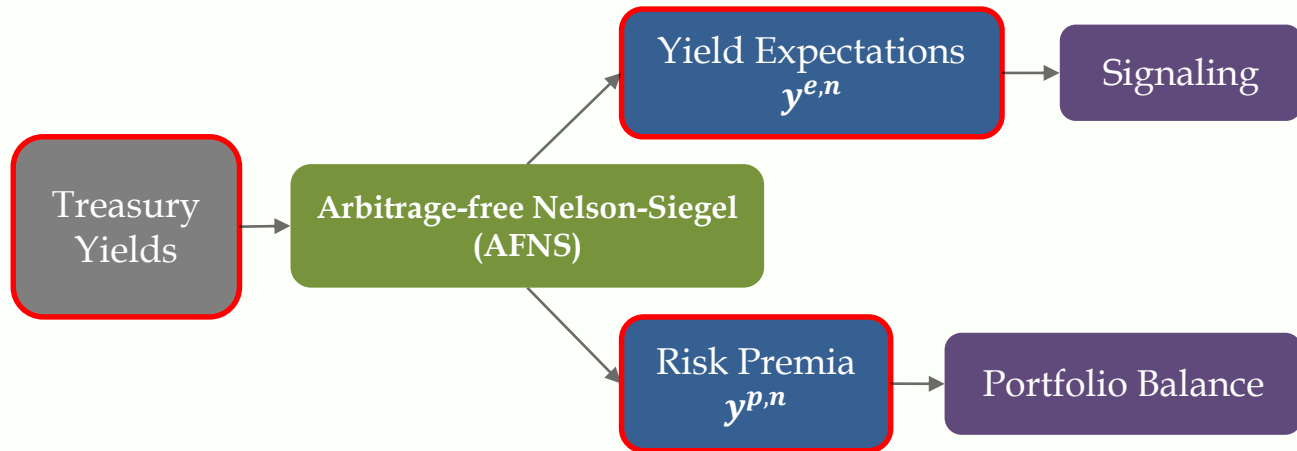 Yield Expectations
y^{e,n}
Signaling
Treasury
Yields
Arbitrage-free Nelson-Siegel
(AFNS)
Risk Premia
y^{p,n}
Portfolio Balance